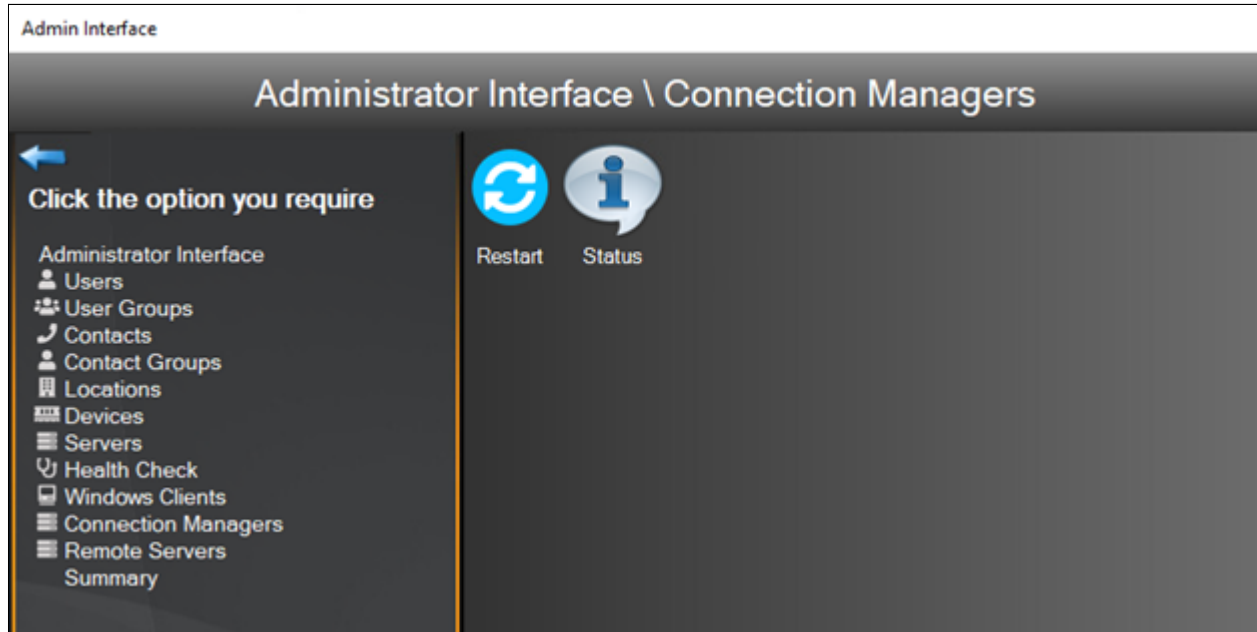 Admin Interface
Administrator Interface \ Connection Managers
Click the option you require
Administrator Interface
Users
User Groups
Contacts
Contact Groups
Locations
Devices
Servers
Health Check
Windows Clients
Connection Managers
Remote Servers
Summary
Restart
Status